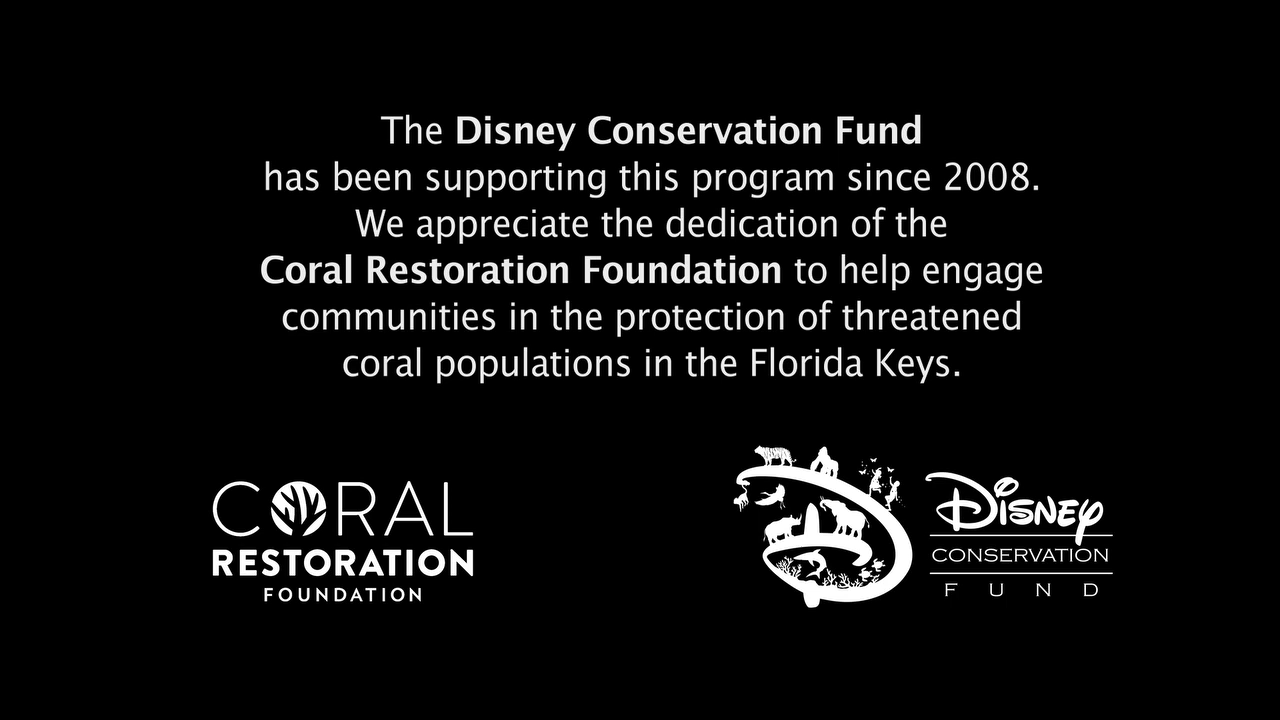 The Disney Conservation Fund
has been supporting this program since 2008.
We appreciate the dedication of the
Coral Restoration Foundation to help engage
communities in the protection of threatened
coral populations in the Florida Keys.
CORAL
RESTORATION
FOUNDATION
D
Disney
CONSERVATION
FUND